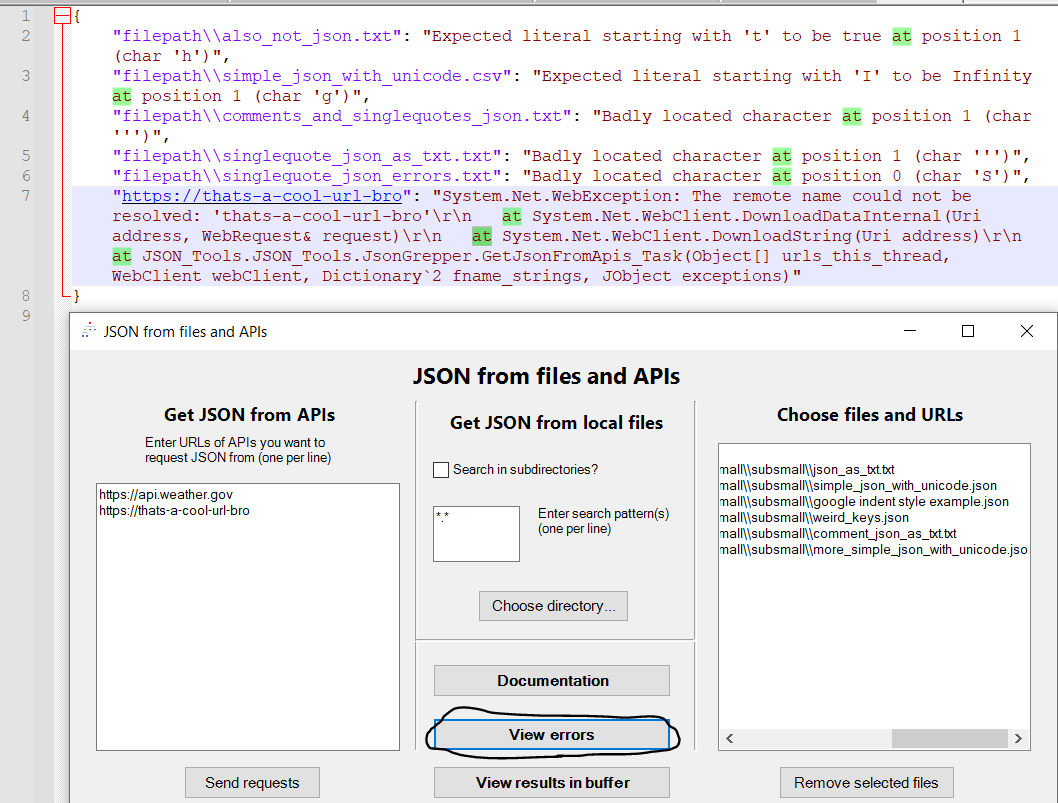 1 {
2 "filepath\\also_not_json.txt": "Expected literal starting with 't' to be true at position 1
(char 'h')",
3 "filepath\\simple_json_with_unicode.csv": "Expected literal starting with 'I' to be Infinity
at position 1 (char 'g')",
4 "filepath\\comments_and_singlequotes_json.txt": "Badly located character at position 1 (char
''')",
5 "filepath\\singlequote_json_as_txt.txt": "Badly located character at position 1 (char ''')",
6 "filepath\\singlequote_json_errors.txt": "Badly located character at position 0 (char 'S')",
7 "https://thats-a-cool-url-bro": "System.Net.WebException: The remote name could not be
resolved: 'thats-a-cool-url-bro'\r\n   at System.Net.WebClient.DownloadDataInternal(Uri
address, WebRequest& request)\r\n   at System.Net.WebClient.DownloadString(Uri address)\r\n
at JSON_Tools.JSON_Tools.JsonGrepper.GetJsonFromApis_Task(Object[] urls_this_thread,
WebClient webClient, Dictionary`2 fname_strings, JObject exceptions)"
8 }
9
JSON from files and APIs
JSON from files and APIs
Get JSON from APIs
Enter URLs of APIs you want to
request JSON from (one per line)
https://api.weather.gov
https://thats-a-cool-url-bro
Send requests
Get JSON from local files
Search in subdirectories?
*.*
Enter search pattern(s)
(one per line)
Choose directory...
Documentation
View errors
View results in buffer
Choose files and URLs
mall\\subsmall\\json_as_txt.txt
mall\\subsmall\\simple_json_with_unicode.json
mall\\subsmall\\google indent style example.json
mall\\subsmall\\weird_keys.json
mall\\subsmall\\comment_json_as_txt.txt
mall\\subsmall\\more_simple_json_with_unicode.jso
Remove selected files